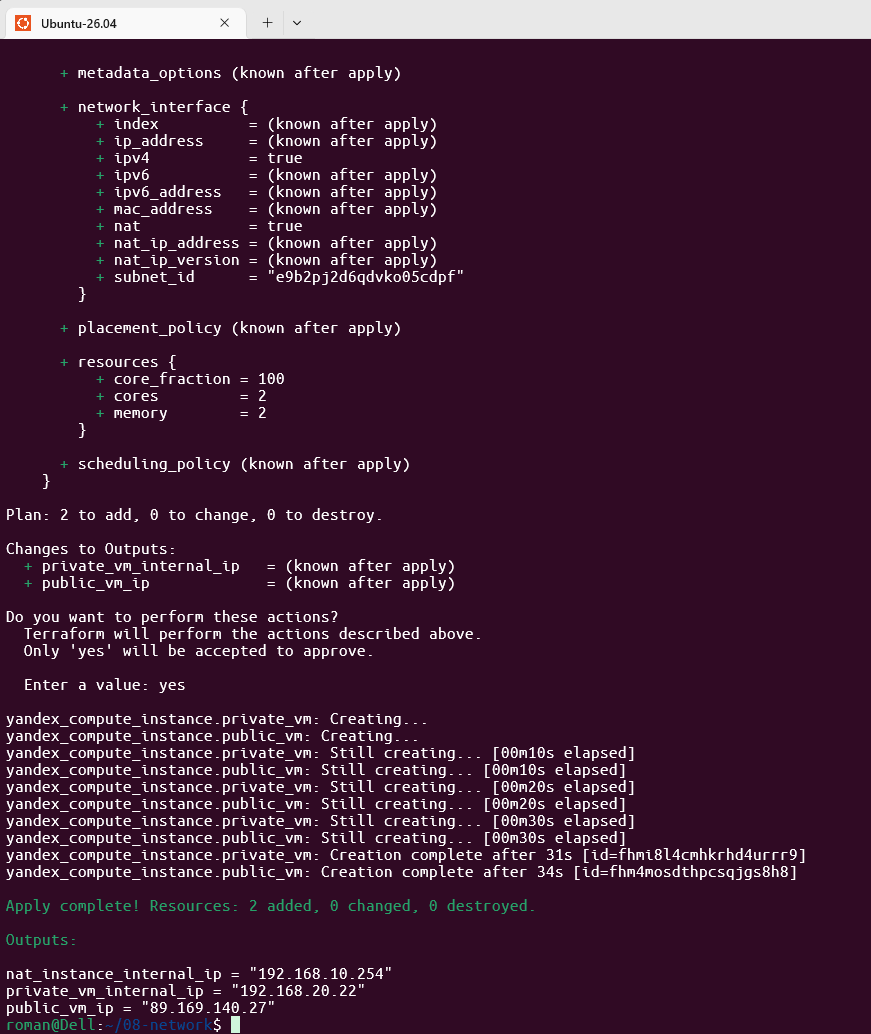 Ubuntu-26.04
+ metadata_options (known after apply)
+ network_interface {
+ index          = (known after apply)
+ ip_address     = (known after apply)
+ ipv4           = true
+ ipv6           = (known after apply)
+ ipv6_address   = (known after apply)
+ mac_address    = (known after apply)
+ nat            = true
+ nat_ip_address = (known after apply)
+ nat_ip_version = (known after apply)
+ subnet_id      = "e9b2pj2d6qdvko05cdpf"
}
+ placement_policy (known after apply)
+ resources {
+ core_fraction = 100
+ cores         = 2
+ memory        = 2
}
+ scheduling_policy (known after apply)
}
Plan: 2 to add, 0 to change, 0 to destroy.
Changes to Outputs:
+ private_vm_internal_ip   = (known after apply)
+ public_vm_ip             = (known after apply)
Do you want to perform these actions?
Terraform will perform the actions described above.
Only 'yes' will be accepted to approve.
Enter a value: yes
yandex_compute_instance.private_vm: Creating...
yandex_compute_instance.public_vm: Creating...
yandex_compute_instance.private_vm: Still creating... [00m10s elapsed]
yandex_compute_instance.public_vm: Still creating... [00m10s elapsed]
yandex_compute_instance.private_vm: Still creating... [00m20s elapsed]
yandex_compute_instance.public_vm: Still creating... [00m20s elapsed]
yandex_compute_instance.private_vm: Still creating... [00m30s elapsed]
yandex_compute_instance.public_vm: Still creating... [00m30s elapsed]
yandex_compute_instance.private_vm: Creation complete after 31s [id=fhmi8l4cmhkrhd4urrr9]
yandex_compute_instance.public_vm: Creation complete after 34s [id=fhm4mosdthpcsqjgs8h8]
Apply complete! Resources: 2 added, 0 changed, 0 destroyed.
Outputs:
nat_instance_internal_ip = "192.168.10.254"
private_vm_internal_ip = "192.168.20.22"
public_vm_ip = "89.169.140.27"
roman@Dell:~/08-network$